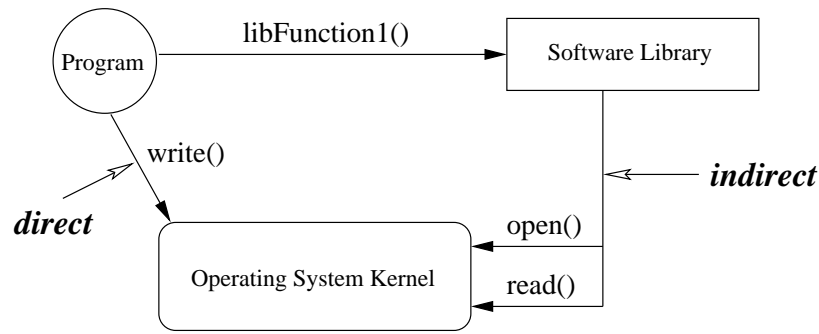 libFunction1()
Program
Software Library
write()
direct
indirect
open()
Operating System Kernel
read()